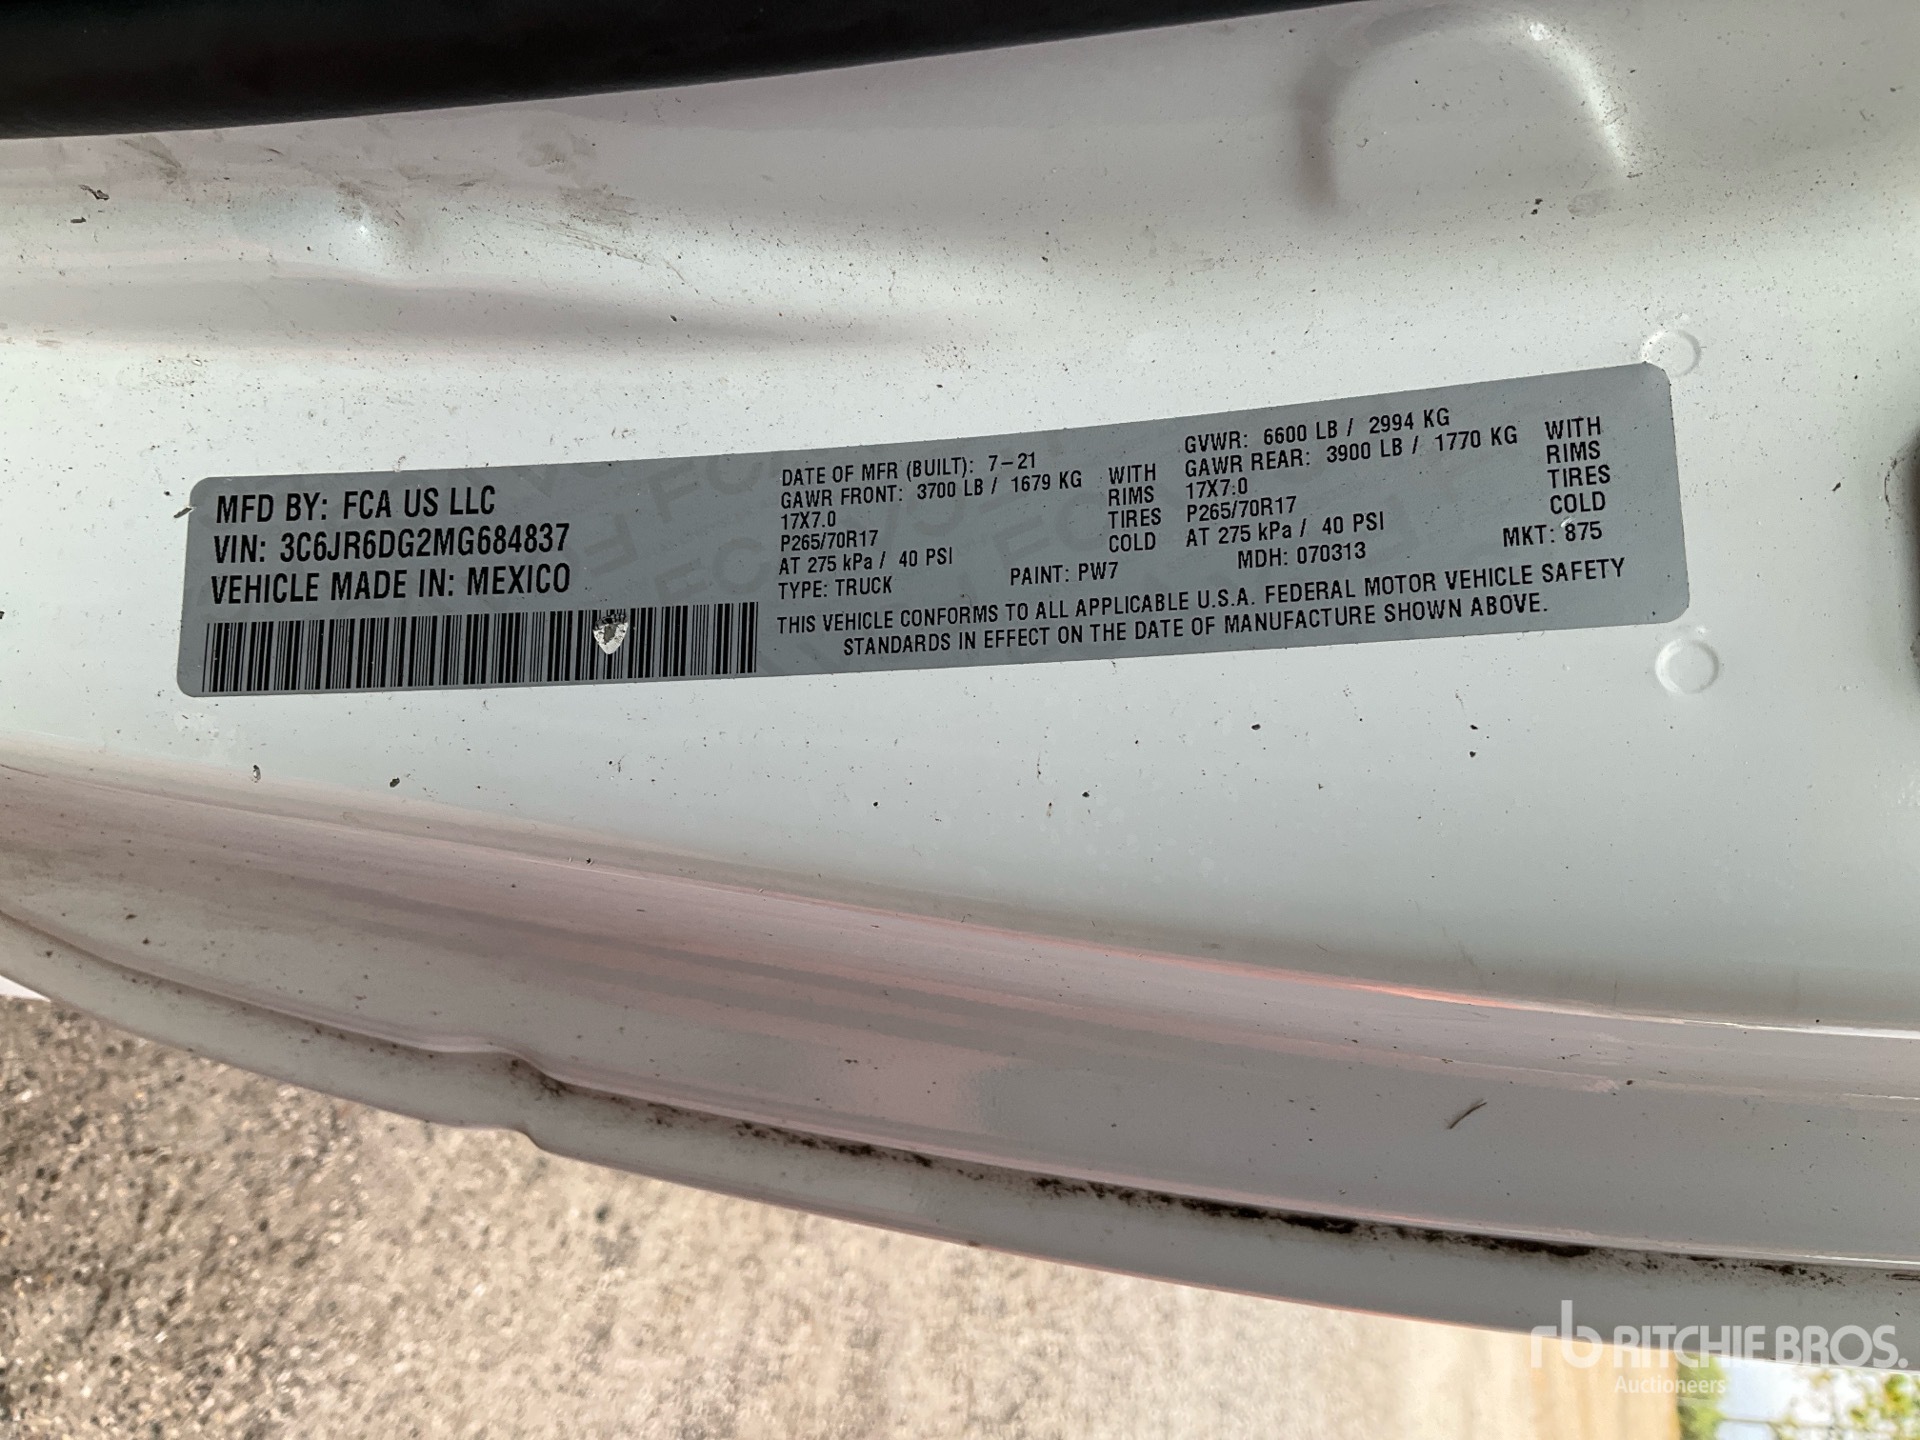 MFD BY: FCA US LLC
VIN: 3C6JR6DG2MG684837
VEHICLE MADE IN: MEXICO
DATE OF MFR (BUILT): 7-21
GAWR FRONT: 3700 LB / 1679 KG WITH
17X7.0 RIMS
P265/70R17 TIRES
AT 275 kPa / 40 PSI COLD
TYPE: TRUCK PAINT: PW7
GVWR: 6600 LB / 2994 KG
GAWR REAR: 3900 LB / 1770 KG WITH
17X7.0 RIMS
P265/70R17 TIRES
AT 275 kPa / 40 PSI COLD
MDH: 070313 MKT: 875
THIS VEHICLE CONFORMS TO ALL APPLICABLE U.S.A. FEDERAL MOTOR VEHICLE SAFETY
STANDARDS IN EFFECT ON THE DATE OF MANUFACTURE SHOWN ABOVE.
rb RITCHIE BROS.
Auctioneers